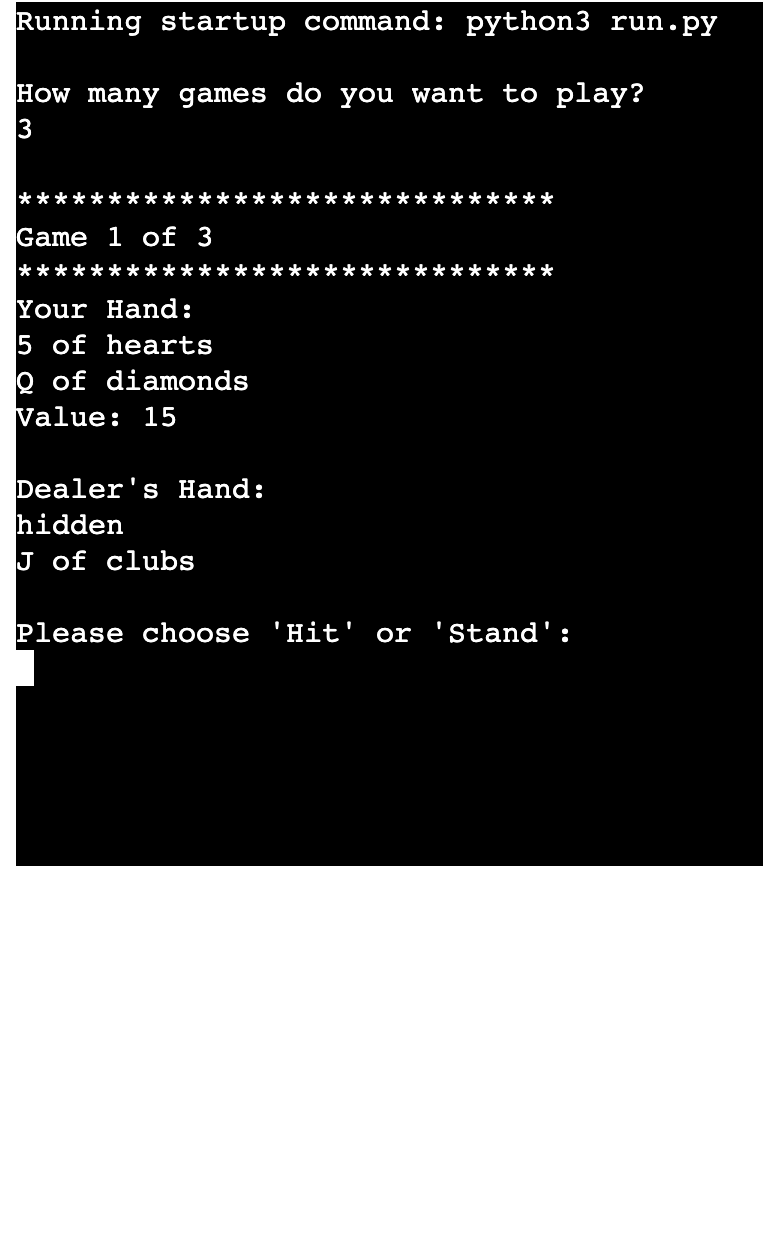 Running startup command: python3 run.py
How many games do you want to play?
3
******************************
Game 1 of 3
******************************
Your Hand:
5 of hearts
Q of diamonds
Value: 15
Dealer's Hand:
hidden
J of clubs
Please choose 'Hit' or 'Stand':